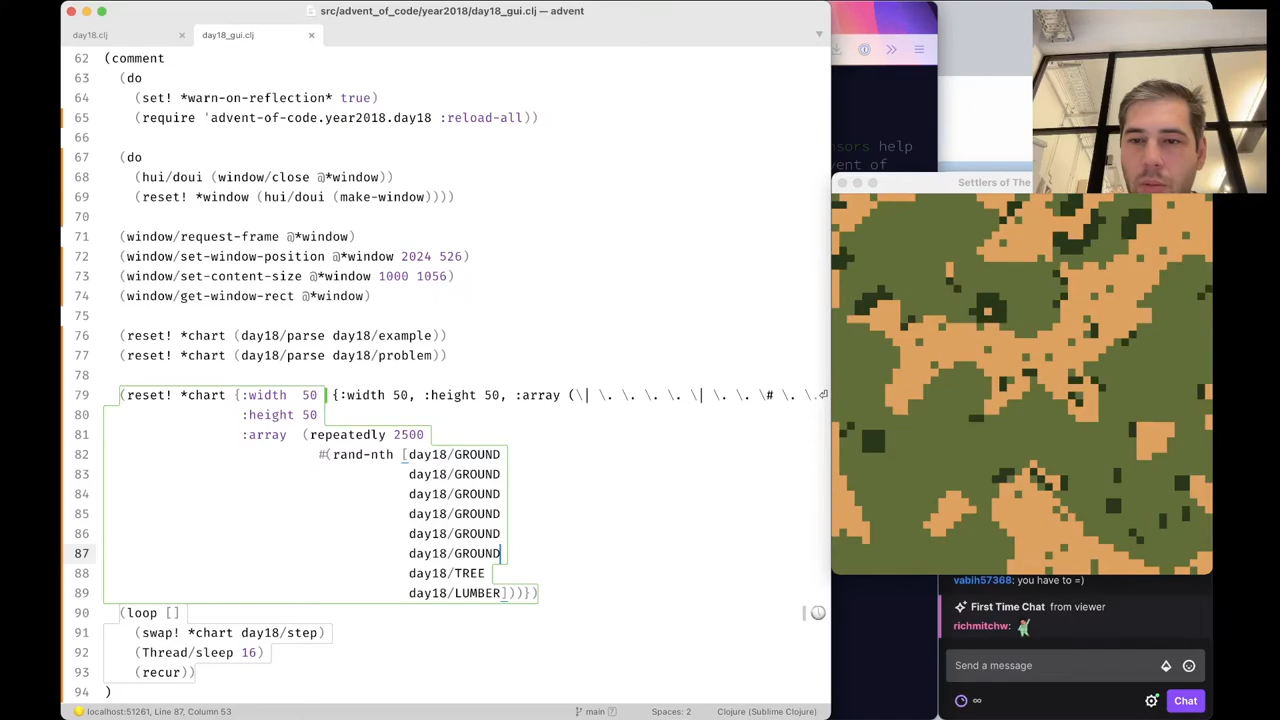 src/advent_of_code/year2018/day18_gui.clj — advent
day18.clj ×
day18_gui.clj ×
62 (comment
63 (do
64 (set! *warn-on-reflection* true)
65 (require 'advent-of-code.year2018.day18 :reload-all))
66
67 (do
68 (hui/doui (window/close @*window))
69 (reset! *window (hui/doui (make-window))))
70
71 (window/request-frame @*window)
72 (window/set-window-position @*window 2024 526)
73 (window/set-content-size @*window 1000 1056)
74 (window/get-window-rect @*window)
75
76 (reset! *chart (day18/parse day18/example))
77 (reset! *chart (day18/parse day18/problem))
78
79 (reset! *chart {:width 50 {:width 50, :height 50, :array (\| \. \. \. \. \| \. \. \# \. \.
80 :height 50
81 :array (repeatedly 2500
82 #(rand-nth [day18/GROUND
83 day18/GROUND
84 day18/GROUND
85 day18/GROUND
86 day18/GROUND
87 day18/GROUND
88 day18/TREE
89 day18/LUMBER]))})
90 (loop []
91 (swap! *chart day18/step)
92 (Thread/sleep 16)
93 (recur))
94 )
localhost:51261, Line 87, Column 53
main
Spaces: 2
Clojure (Sublime Clojure)
nsors help
vent of
Settlers of The
vabih57368: you have to =)
First Time Chat from viewer
richmitchw:
Send a message
∞
Chat